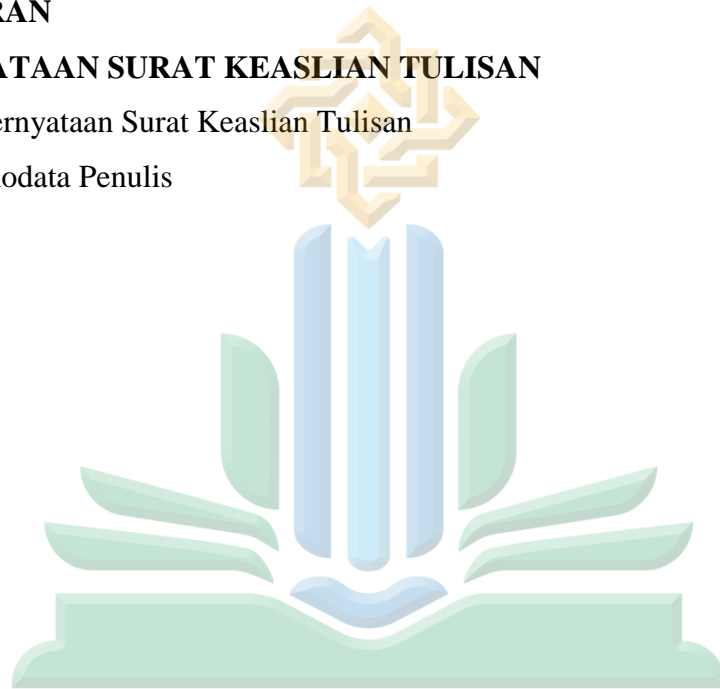 RAN
ATAAN SURAT KEASLIAN TULISAN
ernyataan Surat Keaslian Tulisan
odata Penulis